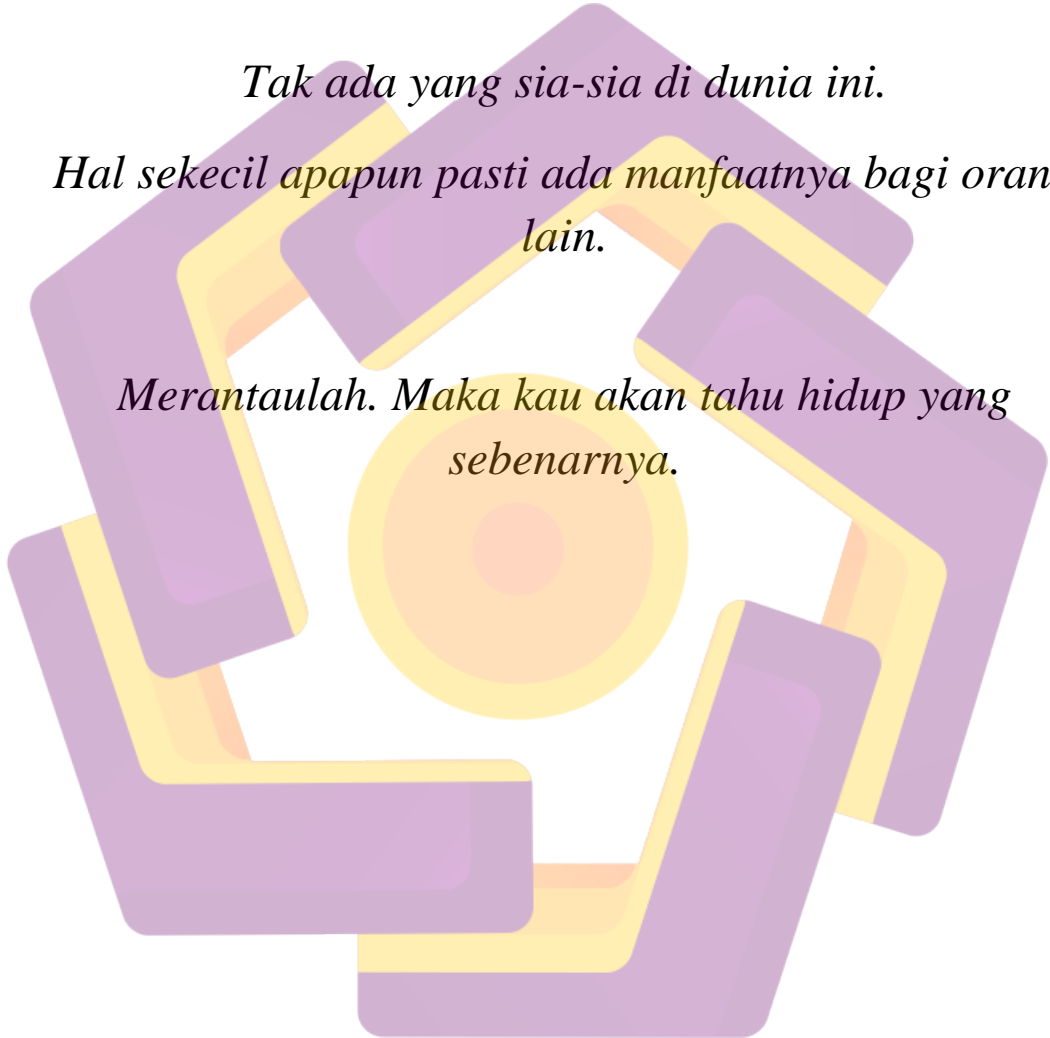 Tak ada yang sia-sia di dunia ini.
Hal sekecil apapun pasti ada manfaatnya bagi oran
lain.
Merantaulah. Maka kau akan tahu hidup yang
sebenarnya.